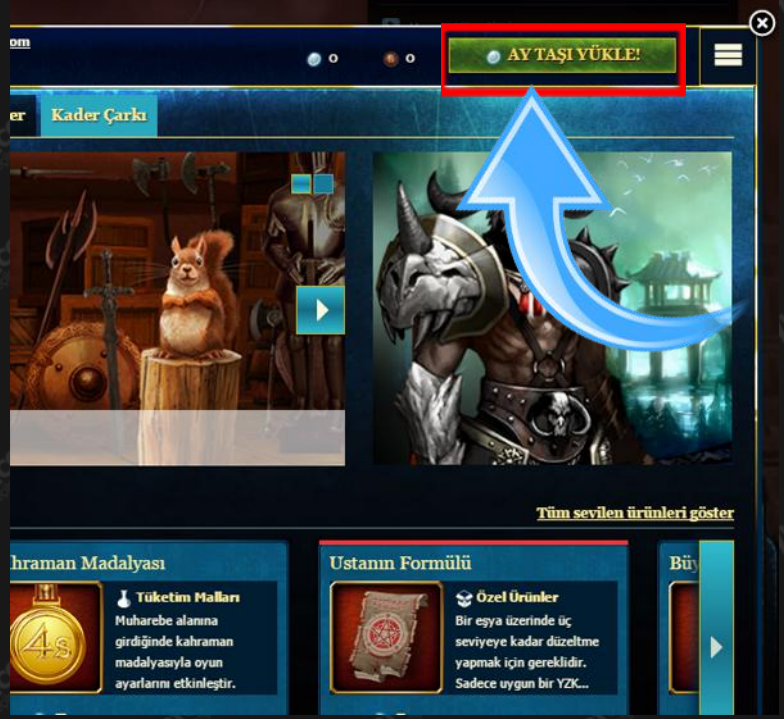 om
0
0
AY TAŞI YÜKLE!
er
Kader Çarkı
Tüm sevilen ürünleri göster
hraman Madalyası
4s
Tüketim Malları
Muharebe alanına
girdiğinde kahraman
madalyasıyla oyun
ayarlarını etkinleştir.
Ustanın Formülü
Özel Ürünler
Bir eşya üzerinde üç
seviyeye kadar düzeltme
yapmak için gereklidir.
Sadece uygun bir YZK...
Büy